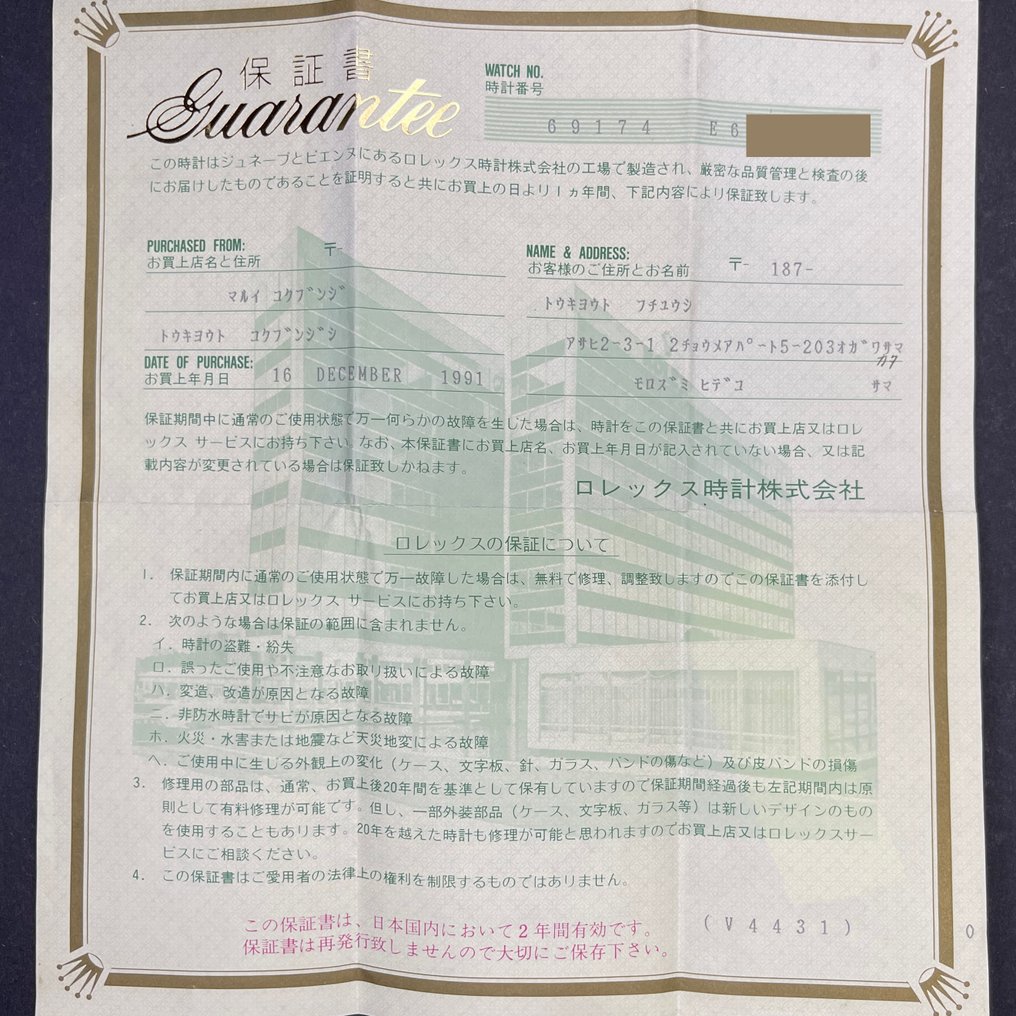 保証書
Guarantee
WATCH NO.
時計番号
69174 E6
この時計はジュネーブとビエンヌにあるロレックス時計株式会社の工場で製造され、厳密な品質管理と検査の後
にお届けしたものであることを証明すると共にお買上の日より1ヵ年間、下記内容により保証致します。
PURCHASED FROM:
お買上店名と住所 〒-
マルイ コクブンジ
トウキヨウト コクブンジシ
DATE OF PURCHASE:
お買上年月日 16 DECEMBER 1991
NAME & ADDRESS:
お客様のご住所とお名前 〒- 187-
トウキヨウト フチユウシ
アサヒ2-3-1 2チョウメアパート5-203オガワサマ
カタ
モロズミ ヒデコ サマ
保証期間中に通常のご使用状態で万一何らかの故障を生じた場合は、時計をこの保証書と共にお買上店又はロレ
ックス サービスにお持ち下さい。なお、本保証書にお買上店名、お買上年月日が記入されていない場合、又は記
載内容が変更されている場合は保証致しかねます。
ロレックス時計株式会社
ロレックスの保証について
1. 保証期間内に通常のご使用状態で万一故障した場合は、無料で修理、調整致しますのでこの保証書を添付し
てお買上店又はロレックス サービスにお持ち下さい。
2. 次のような場合は保証の範囲に含まれません。
イ. 時計の盗難・紛失
ロ. 誤ったご使用や不注意なお取り扱いによる故障
ハ. 変造、改造が原因となる故障
ニ. 非防水時計でサビが原因となる故障
ホ. 火災・水害または地震など天災地変による故障
ヘ. ご使用中に生じる外観上の変化（ケース、文字板、針、ガラス、バンドの傷など）及び皮バンドの損傷
3. 修理用の部品は、通常、お買上後20年間を基準として保有していますので保証期間経過後も左記期間内は原
則として有料修理が可能です。但し、一部外装部品（ケース、文字板、ガラス等）は新しいデザインのもの
を使用することもあります。20年を越えた時計も修理が可能と思われますのでお買上店又はロレックスサー
ビスにご相談ください。
4. この保証書はご愛用者の法律上の権利を制限するものではありません。
この保証書は、日本国内において2年間有効です。
保証書は再発行致しませんので大切にご保存下さい。
(V4431)
0